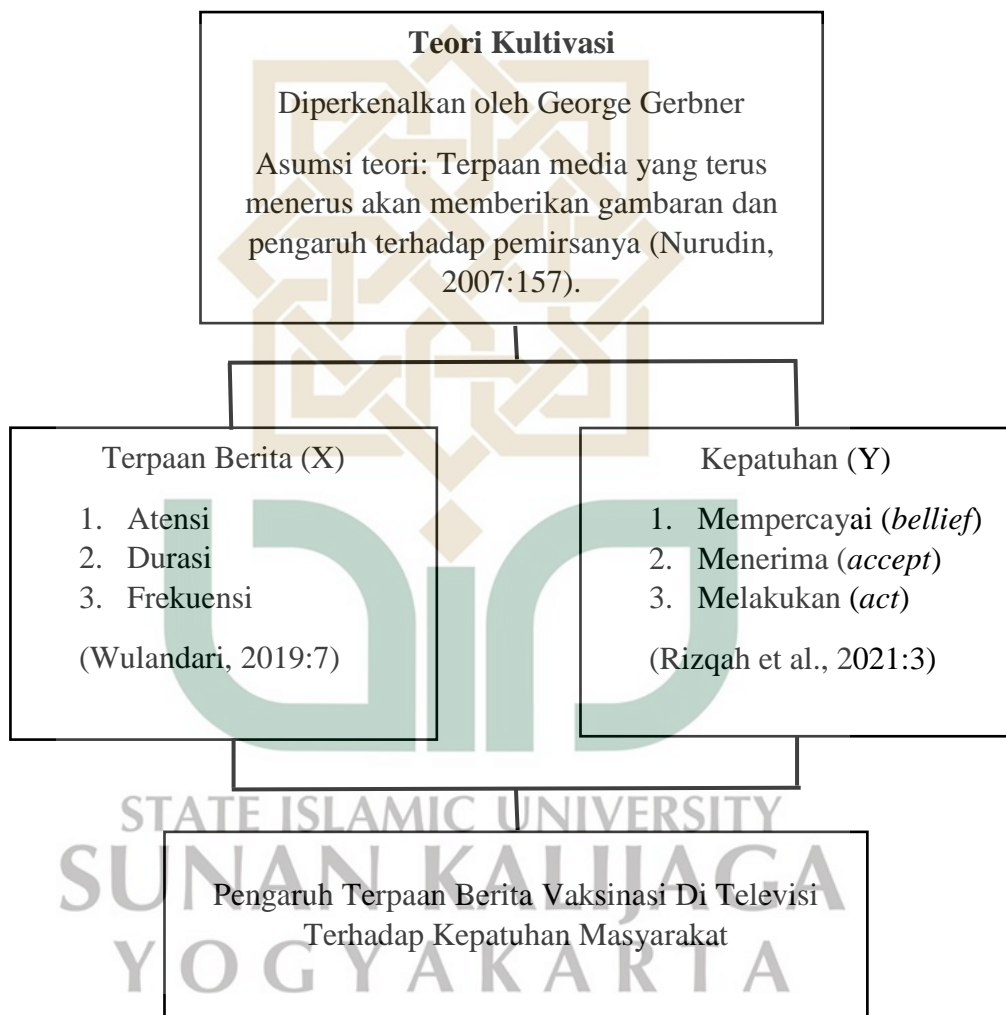 Teori Kultivasi
Diperkenalkan oleh George Gerbner
Asumsi teori: Terpaan media yang terus
menerus akan memberikan gambaran dan
pengaruh terhadap pemirsanya (Nurudin,
2007:157).
Terpaan Berita (X)
1. Atensi
2. Durasi
3. Frekuensi
(Wulandari, 2019:7)
Kepatuhan (Y)
1. Mempercayai (bellief)
2. Menerima (accept)
3. Melakukan (act)
(Rizqah et al., 2021:3)
STATE ISLAMIC UNIVERSITY
SUNAN KALIJAGA
YOGYAKARTA
Pengaruh Terpaan Berita Vaksinasi Di Televisi
Terhadap Kepatuhan Masyarakat